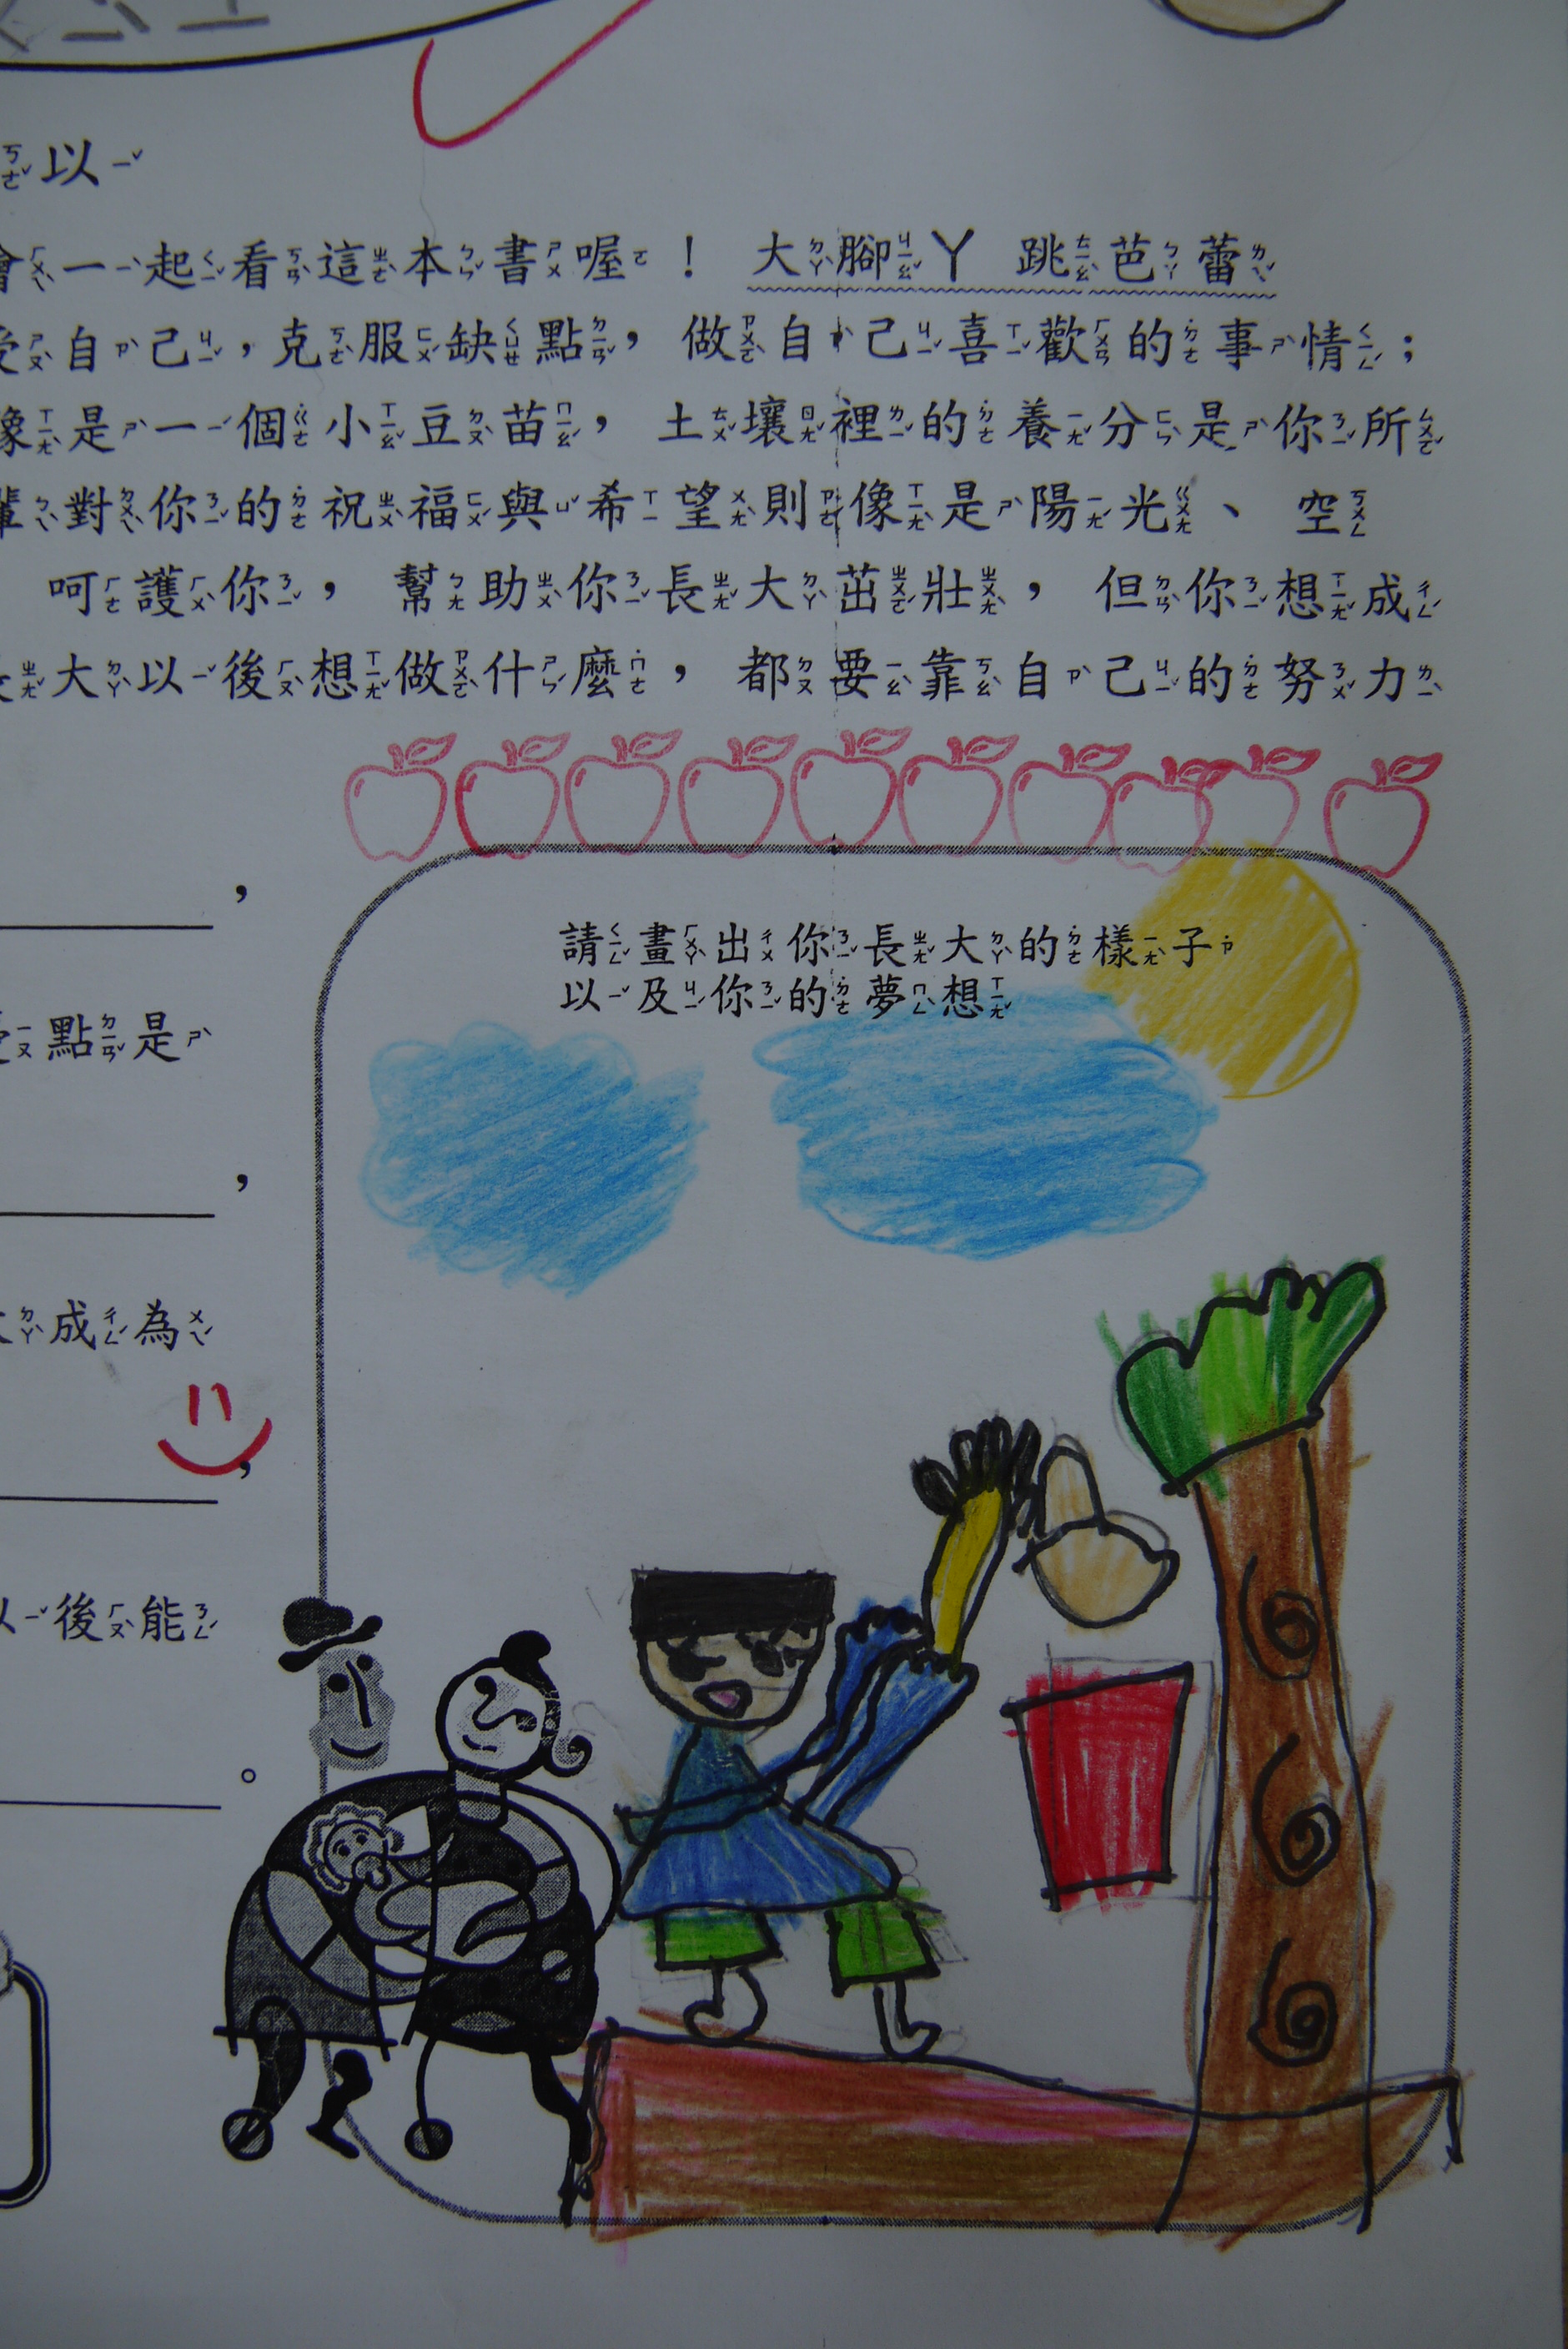 以
會一起看這本書喔！大腳丫跳芭蕾
受自己，克服缺點，做自己喜歡的事情；
像是一個小豆苗，土壤裡的養分是你所
輩對你的祝福與希望則像是陽光、空
呵護你，幫助你長大茁壯，但你想成
長大以後想做什麼，都要靠自己的努力
，
請畫出你長大的樣子
以及你的夢想
點是
，
成為
，
以後能
。